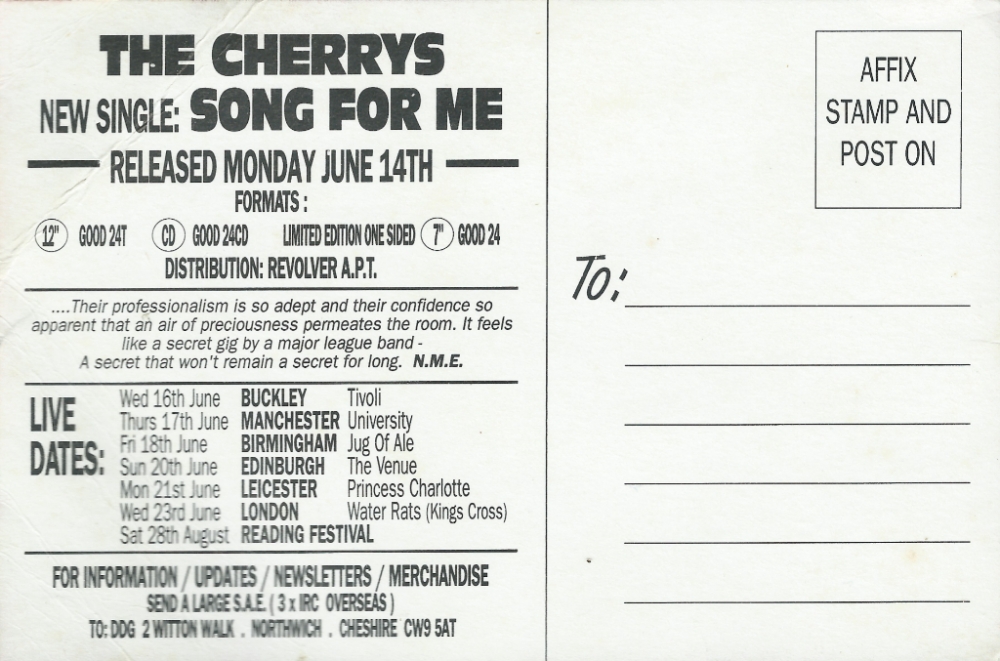 THE CHERRYS
NEW SINGLE: SONG FOR ME
RELEASED MONDAY JUNE 14TH
FORMATS :
12" GOOD 24T CD GOOD 24CD LIMITED EDITION ONE SIDED 7" GOOD 24
DISTRIBUTION: REVOLVER A.P.T.
....Their professionalism is so adept and their confidence so
apparent that an air of preciousness permeates the room. It feels
like a secret gig by a major league band -
A secret that won't remain a secret for long. N.M.E.
LIVE
DATES:
Wed 16th June BUCKLEY Tivoli
Thurs 17th June MANCHESTER University
Fri 18th June BIRMINGHAM Jug Of Ale
Sun 20th June EDINBURGH The Venue
Mon 21st June LEICESTER Princess Charlotte
Wed 23rd June LONDON Water Rats (Kings Cross)
Sat 28th August READING FESTIVAL
FOR INFORMATION / UPDATES / NEWSLETTERS / MERCHANDISE
SEND A LARGE S.A.E. ( 3 x IRC OVERSEAS )
TO: DDG 2 WITTON WALK . NORTHWICH . CHESHIRE CW9 5AT
AFFIX
STAMP AND
POST ON
To: